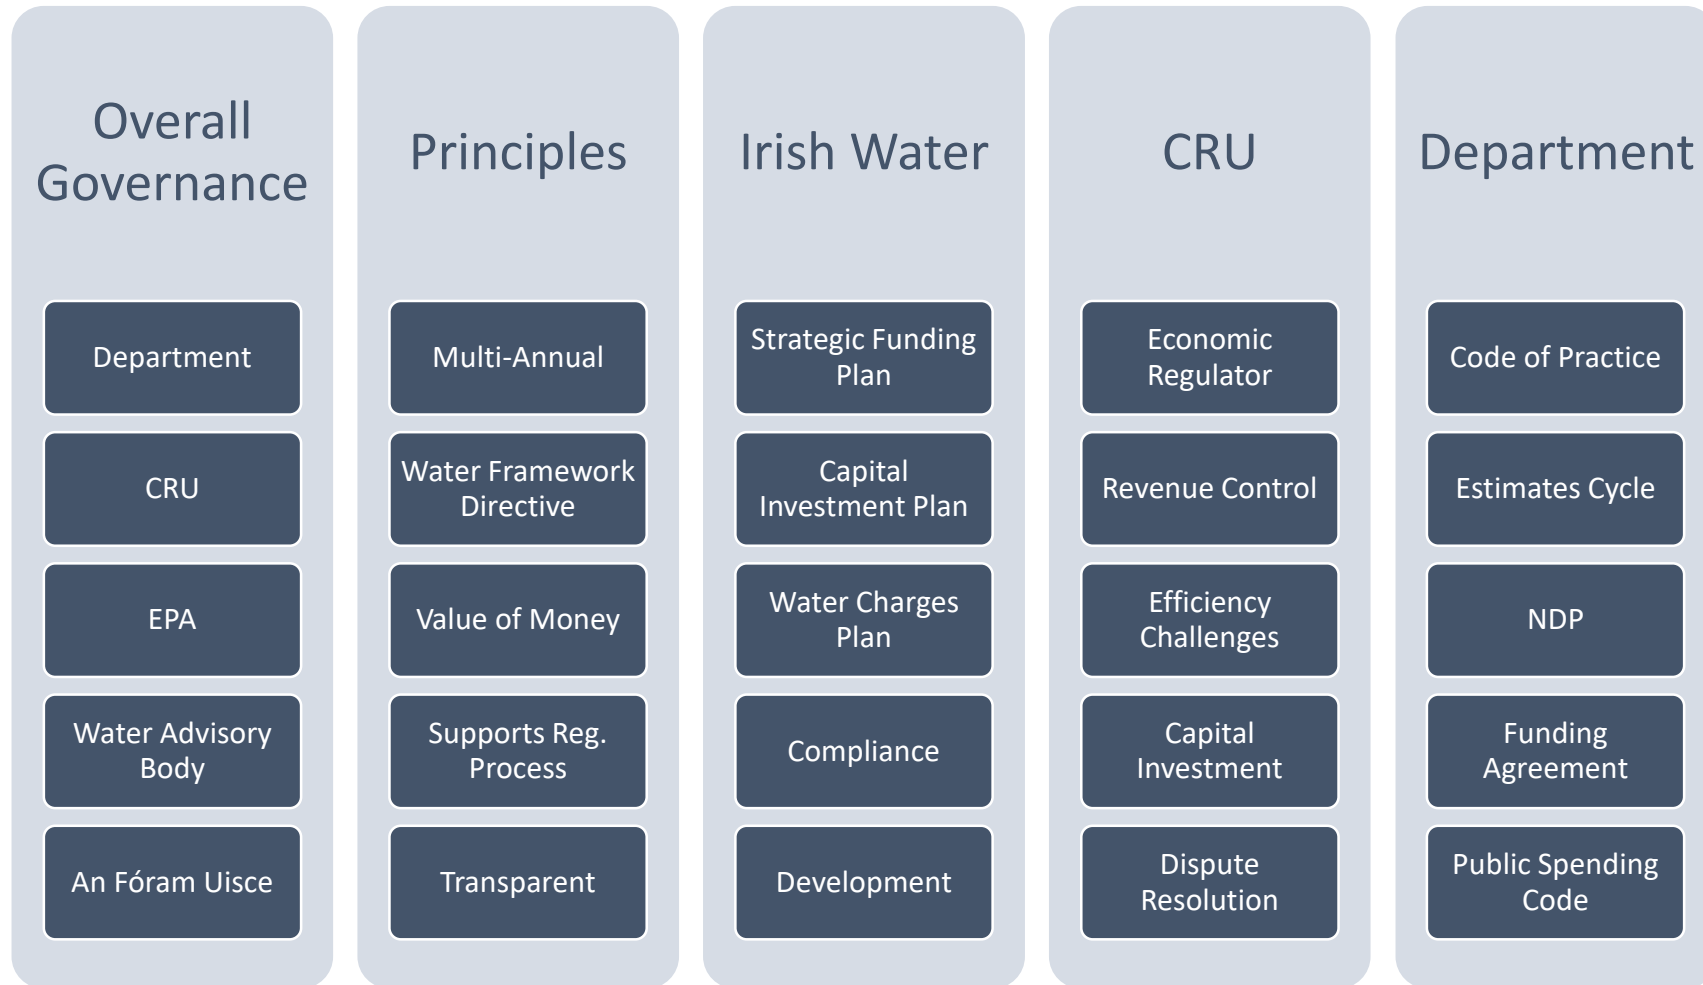 Overall
Governance
Department
CRU
EPA
Water Advisory
Body
An Fóram Uisce
Principles
Multi-Annual
Water Framework
Directive
Value of Money
Supports Reg.
Process
Transparent
Irish Water
Strategic Funding
Plan
Capital
Investment Plan
Water Charges
Plan
Compliance
Development
CRU
Economic
Regulator
Revenue Control
Efficiency
Challenges
Capital
Investment
Dispute
Resolution
Department
Code of Practice
Estimates Cycle
NDP
Funding
Agreement
Public Spending
Code